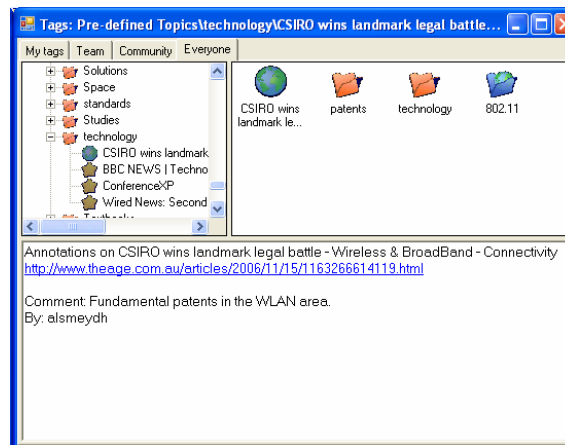 Tags: Pre-defined Topics\technology\CSIRO wins landmark legal battle...
My tags
Team
Community
Everyone
Solutions
Space
standards
Studies
technology
CSIRO wins landmark
BBC NEWS | Techno
ConferenceXP
Wired News: Second
Textbooks
CSIRO wins
landmark le...
patents
technology
802.11
Annotations on CSIRO wins landmark legal battle - Wireless & BroadBand - Connectivity
http://www.theage.com.au/articles/2006/11/15/1163266614119.html
Comment: Fundamental patents in the WLAN area.
By: alsmeydh